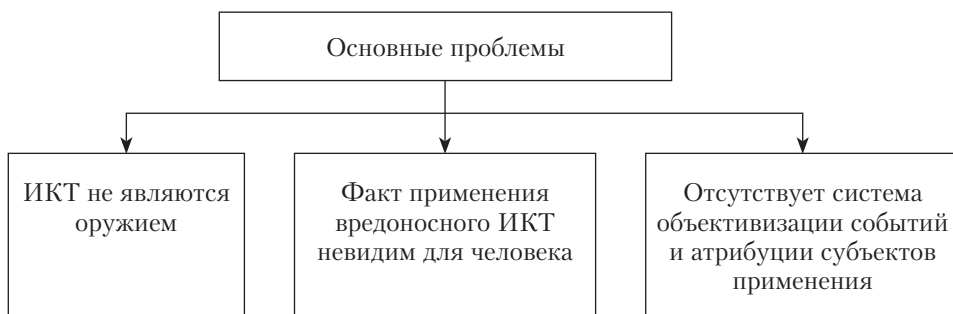 Основные проблемы
ИКТ не являются
оружием
Факт применения
вредоносного ИКТ
невидим для человека
Отсутствует система
объективизации событий
и атрибуции субъектов
применения